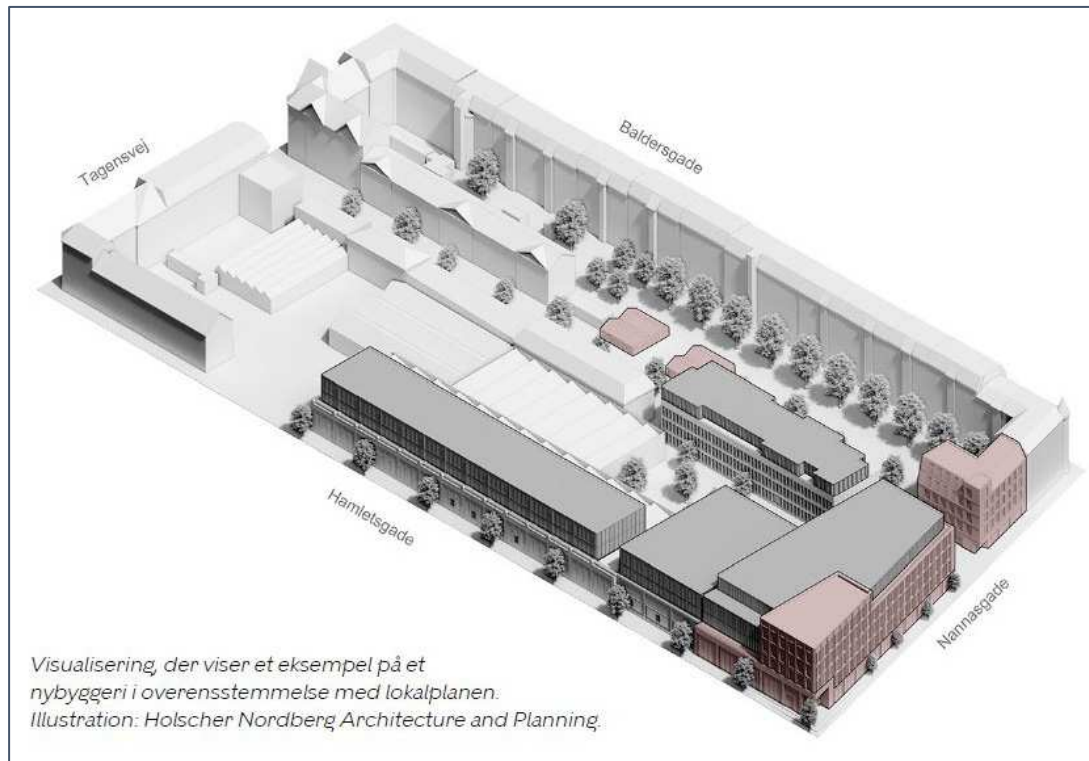 Tagensvej
Baldersgade
Hamletsgade
Nannasgade
Visualisering, der viser et eksempel på et
nybyggeri i overensstemmelse med lokalplanen.
Illustration: Holscher Nordberg Architecture and Planning.